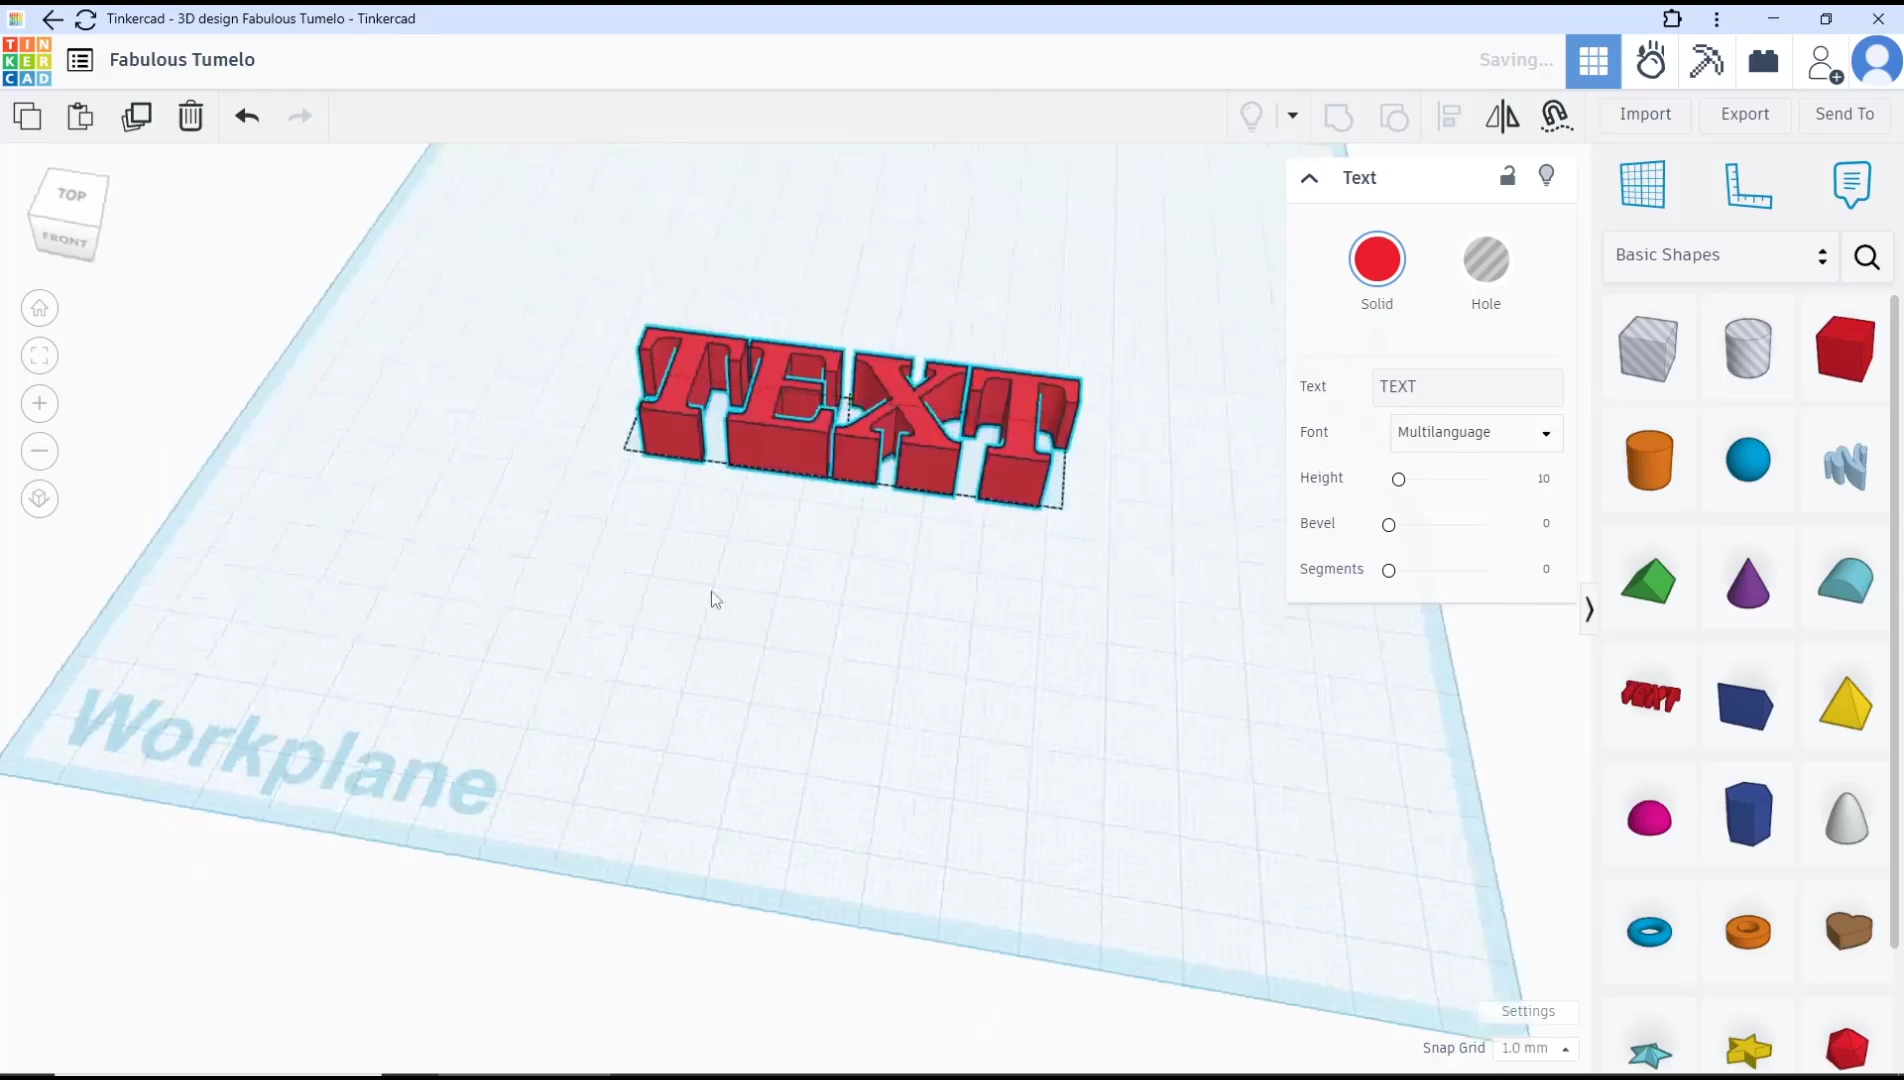 Tinkercad - 3D design Fabulous Tumelo - Tinkercad
TIN
KER
CAD
Fabulous Tumelo
Saving...
Import
Export
Send To
TOP
FRONT
Text
Solid
Hole
Text
TEXT
Font
Multilanguage
Height
10
Bevel
0
Segments
0
Basic Shapes
TEXT
TEXT
Workplane
Settings
Snap Grid
1.0 mm